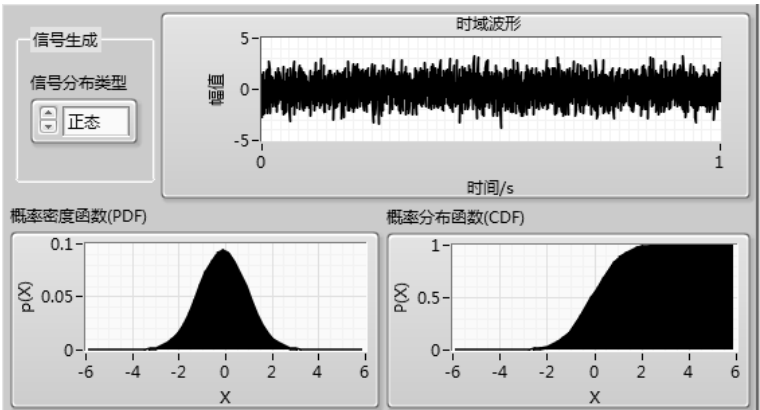 信号生成
信号分布类型
正态
时域波形
幅值
5
0
-5
0
1
时间/s
概率密度函数(PDF)
p(X)
0.1
0.05
0
-6 -4 -2 0 2 4 6
X
概率分布函数(CDF)
P(X)
1
0.5
0
-6 -4 -2 0 2 4 6
X